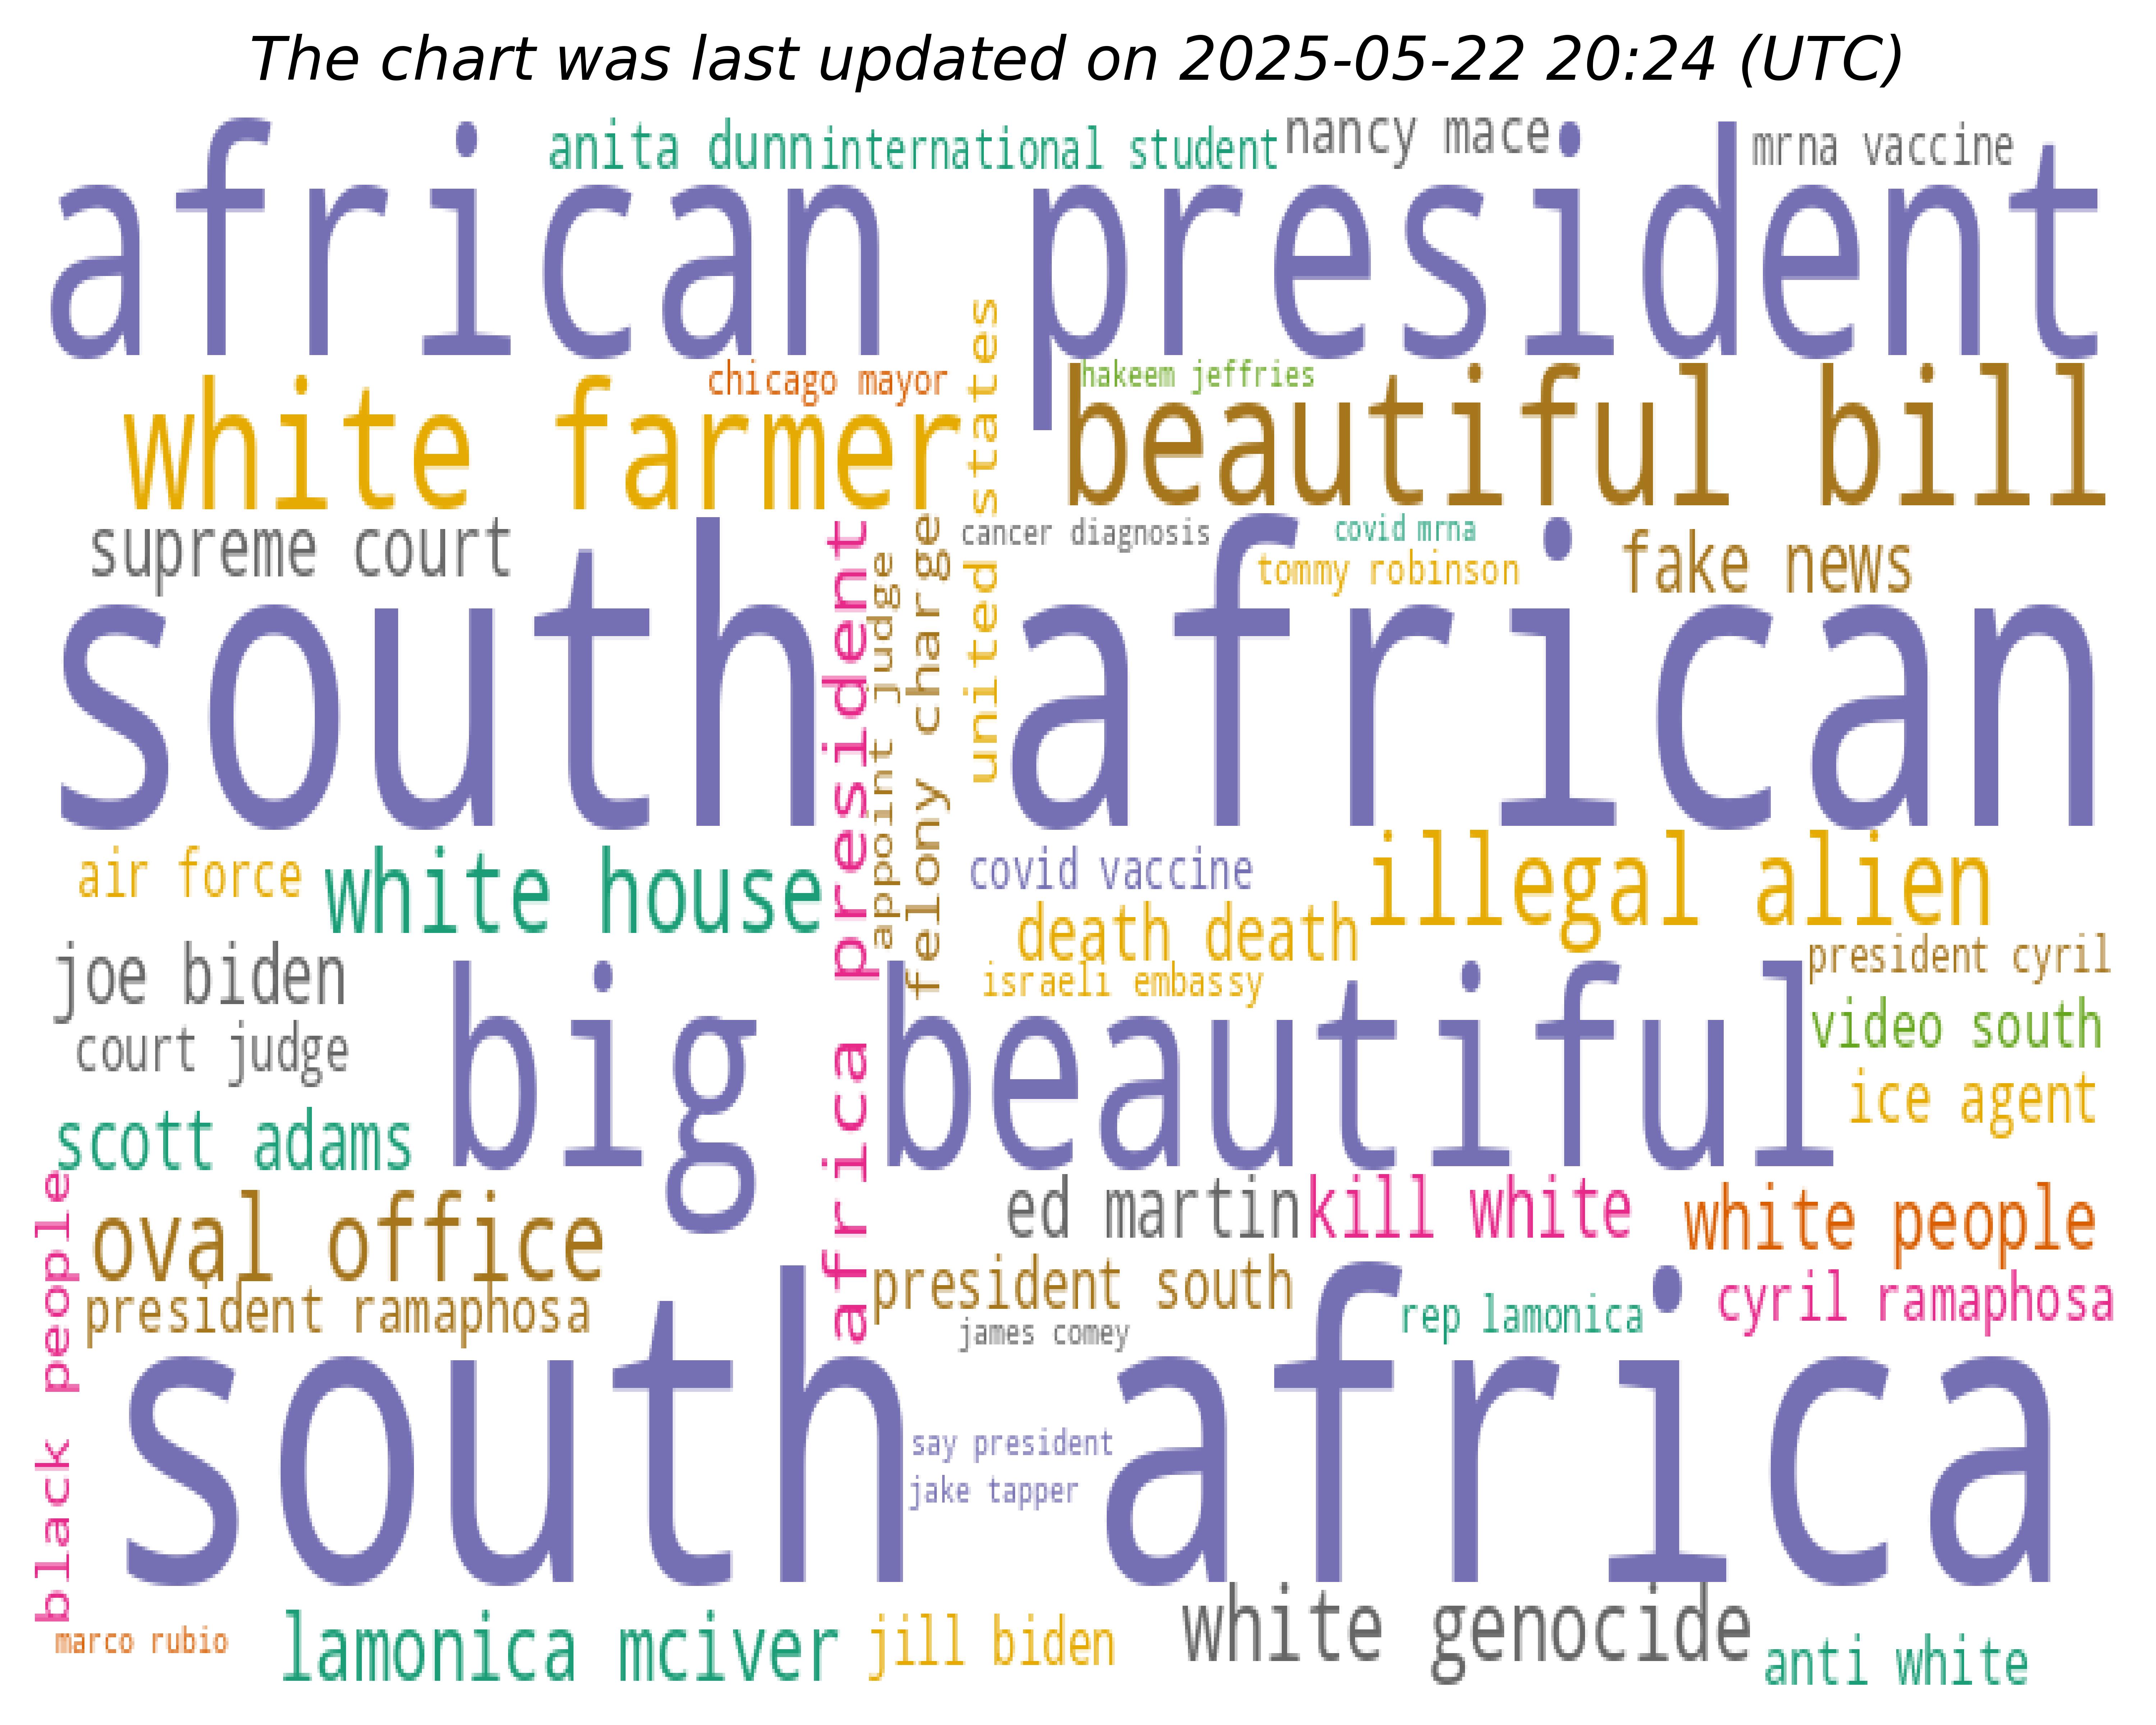 The chart was last updated on 2025-05-22 20:24 (UTC)
anita dunn
international student
nancy mace
mrna vaccine
african president
chicago mayor
hakeem jeffries
white farmer
united states
beautiful bill
supreme court
cancer diagnosis
covid mrna
tommy robinson
fake news
south african
africa president
appoint judge
felony charge
air force
white house
covid vaccine
illegal alien
death death
joe biden
israeli embassy
president cyril
court judge
big beautiful
video south
ice agent
scott adams
black people
oval office
ed martin
kill white
white people
president ramaphosa
president south
rep lamonica
cyril ramaphosa
james comey
south africa
say president
jake tapper
marco rubio
lamonica mciver
jill biden
white genocide
anti white